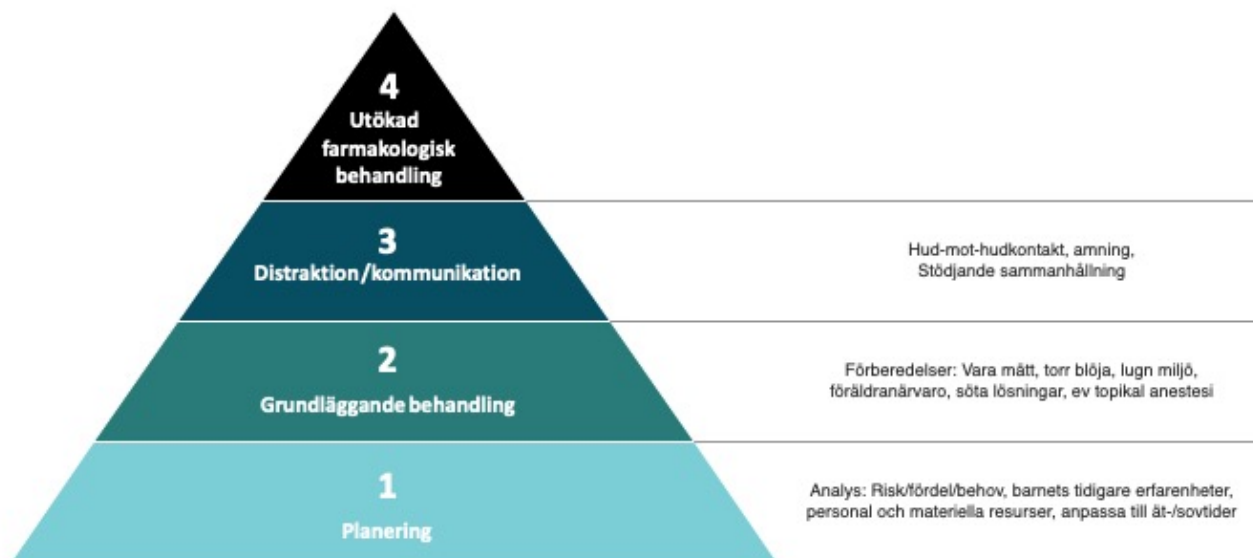 4
Utökad
farmakologisk
behandling
3
Distraktion/kommunikation
Hud-mot-hudkontakt, amning,
Stödjande sammanhållning
2
Grundläggande behandling
Förberedelser: Vara mätt, torr blöja, lugn miljö,
föräldranärvaro, söta lösningar, ev topikal anestesi
1
Planering
Analys: Risk/fördel/behov, barnets tidigare erfarenheter,
personal och materiella resurser, anpassa till ät-/sovtider